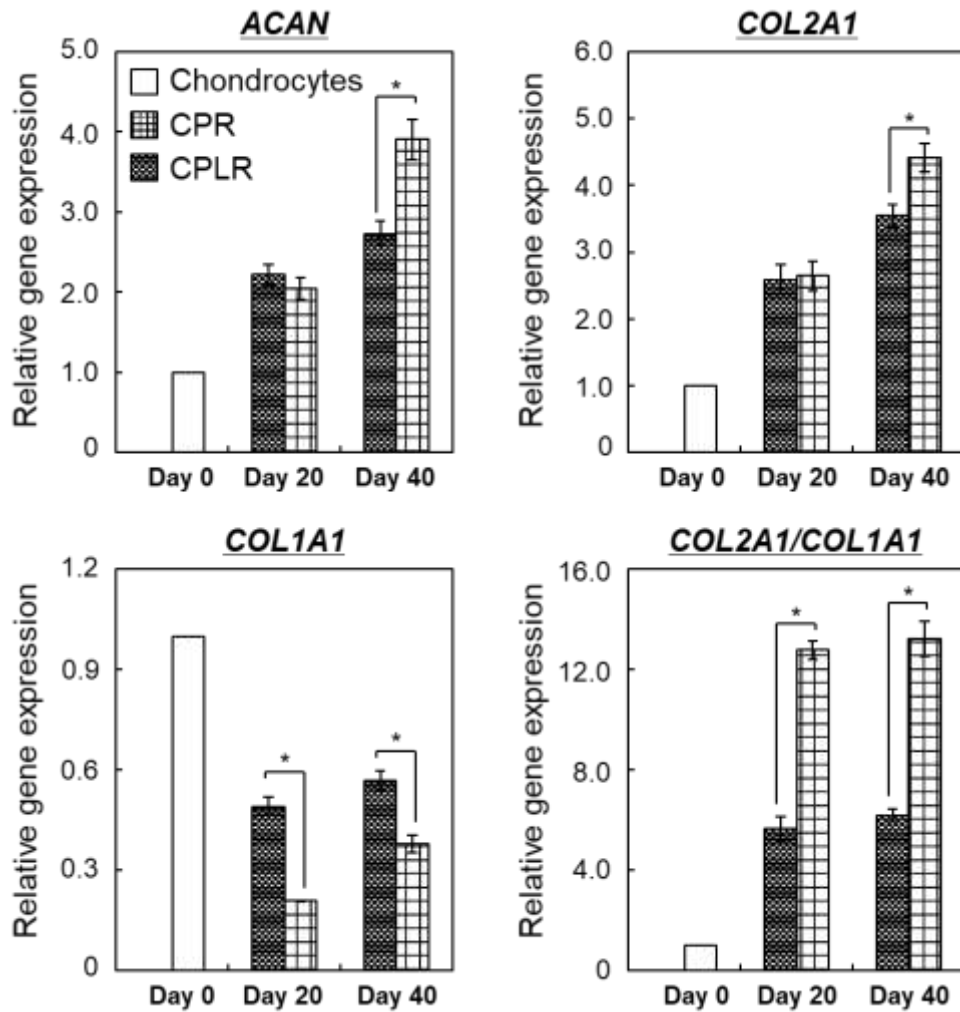 ACAN
Relative gene expression
5.0
4.0
3.0
2.0
1.0
0
Chondrocytes
CPR
CPLR
*
Day 0 Day 20 Day 40
COL2A1
Relative gene expression
6.0
5.0
4.0
3.0
2.0
1.0
0
*
Day 0 Day 20 Day 40
COL1A1
Relative gene expression
1.2
0.9
0.6
0.3
0
*
*
Day 0 Day 20 Day 40
COL2A1/COL1A1
Relative gene expression
16.0
12.0
8.0
4.0
0
*
*
Day 0 Day 20 Day 40